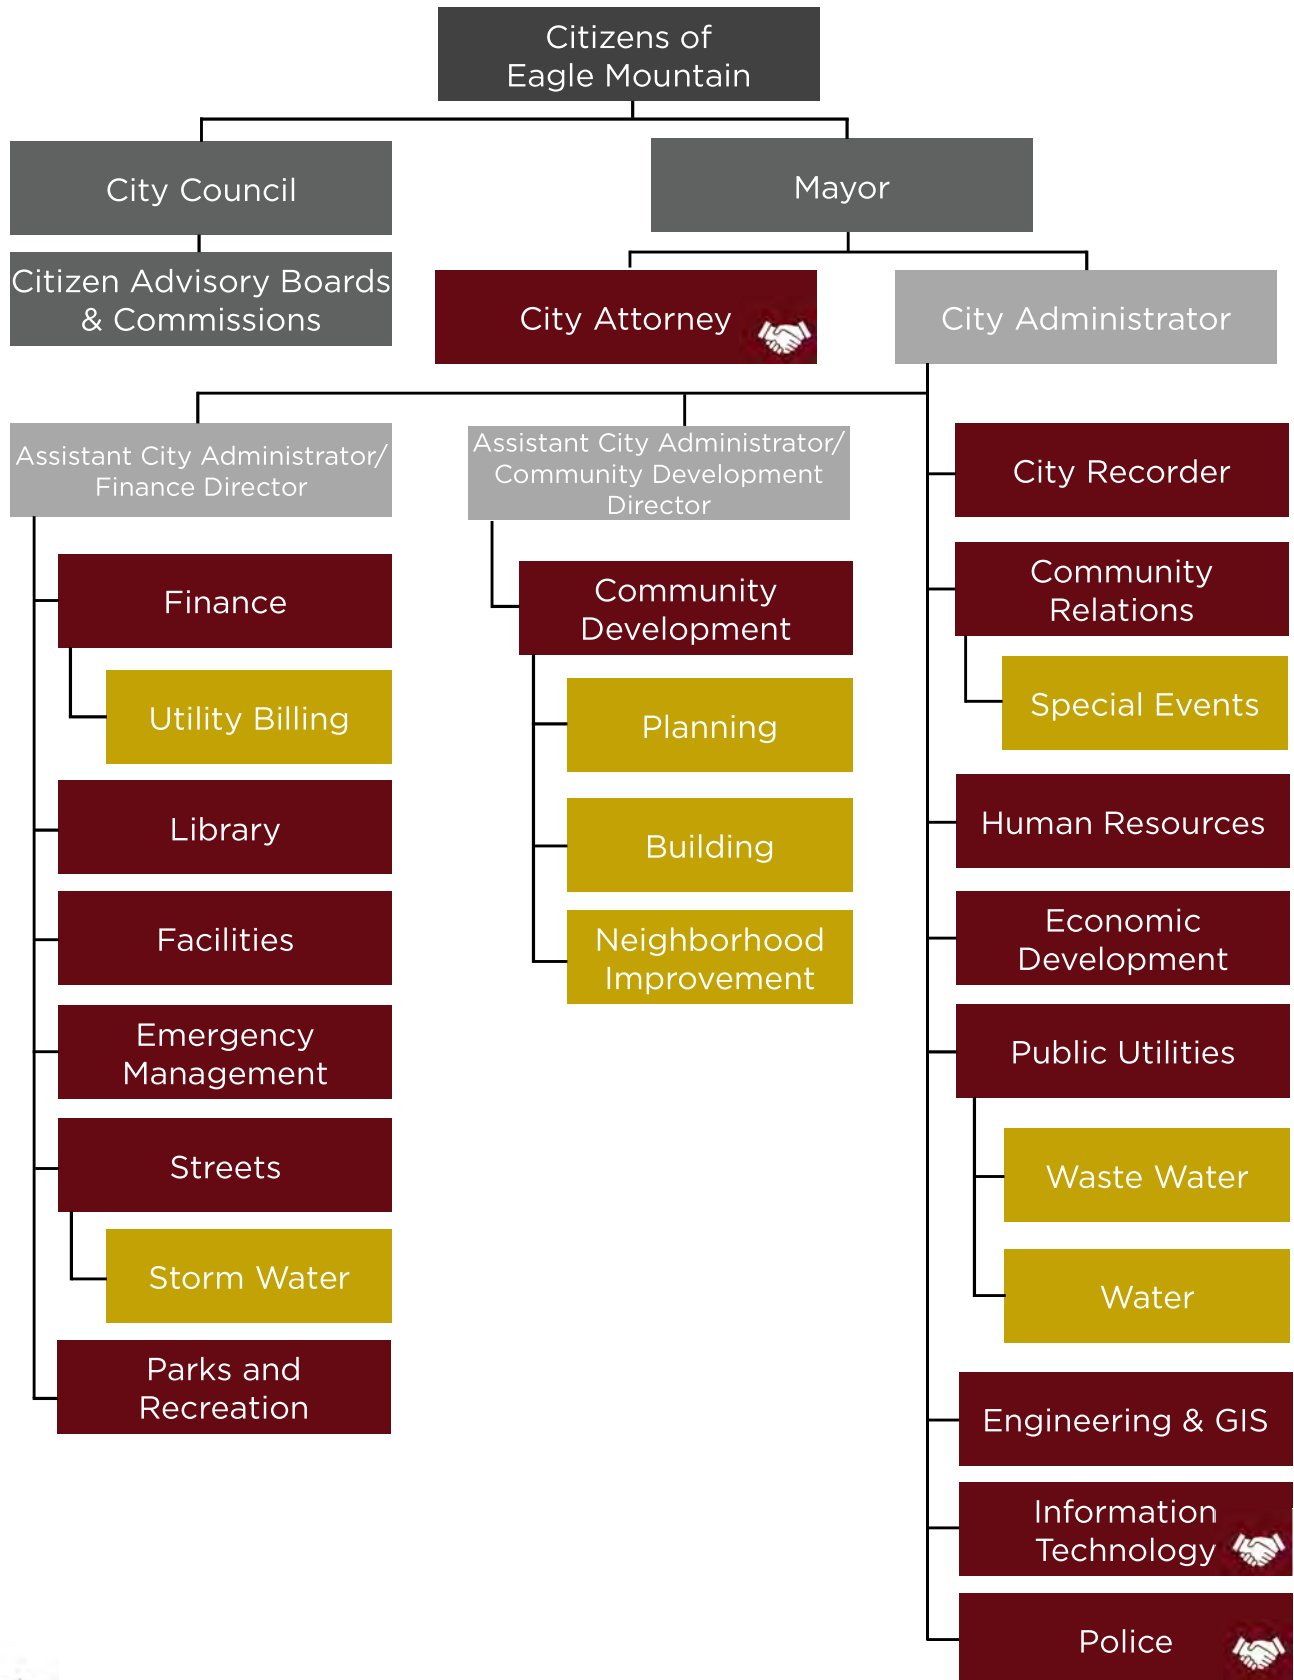 Citizens of
Eagle Mountain
City Council
Mayor
Citizen Advisory Boards
& Commissions
City Attorney
City Administrator
Assistant City Administrator/
Finance Director
Assistant City Administrator/
Community Development
Director
Finance
Utility Billing
Library
Facilities
Emergency
Management
Streets
Storm Water
Parks and
Recreation
Community
Development
Planning
Building
Neighborhood
Improvement
City Recorder
Community
Relations
Special Events
Human Resources
Economic
Development
Public Utilities
Waste Water
Water
Engineering & GIS
Information
Technology
Police